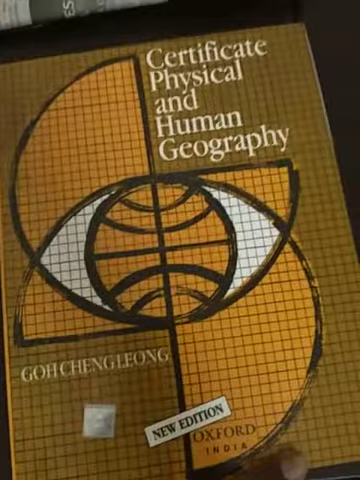 Certificate
Physical
and
Human
Geography
GOH CHENG LEONG
NEW EDITION
OXFORD
INDIA